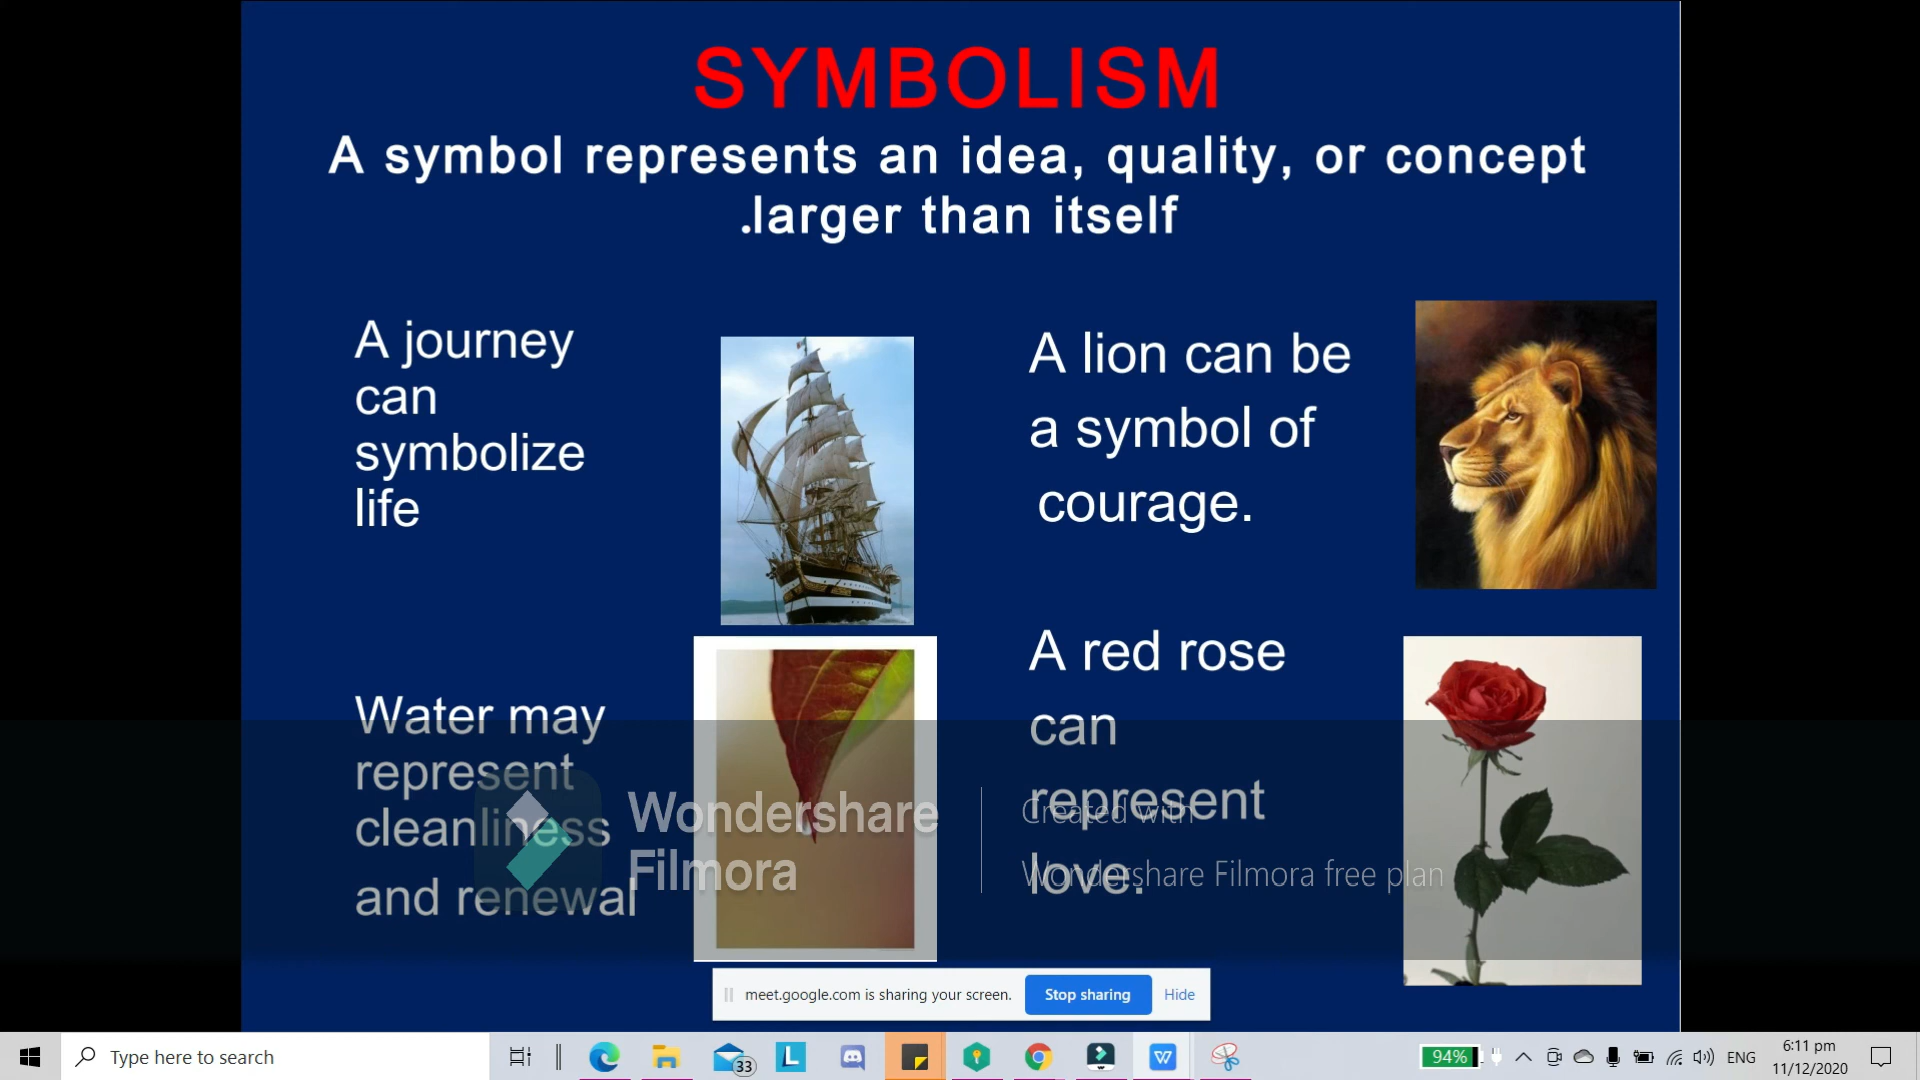 SYMBOLISM
A symbol represents an idea, quality, or concept
.larger than itself
A journey
can
symbolize
life
A lion can be
a symbol of
courage.
Water may
represent
cleanliness
and renewal
A red rose
can
represent
love.
Wondershare
Filmora
Created with
Wondershare Filmora free plan
meet.google.com is sharing your screen.
Stop sharing
Hide
Type here to search
33
94%
ENG
6:11 pm
11/12/2020